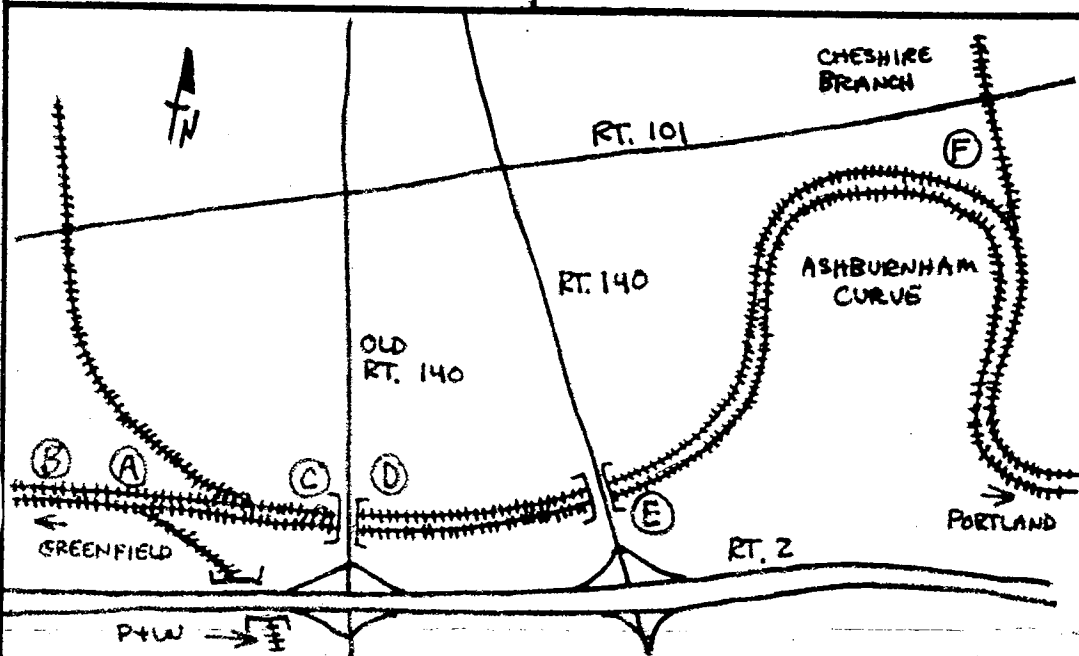 CHESHIRE
BRANCH
N
RT. 101
F
RT. 140
ASHBURNHAM
CURVE
OLD
RT. 140
B
A
C
D
E
GREENFIELD
PORTLAND
RT. 2
P+W